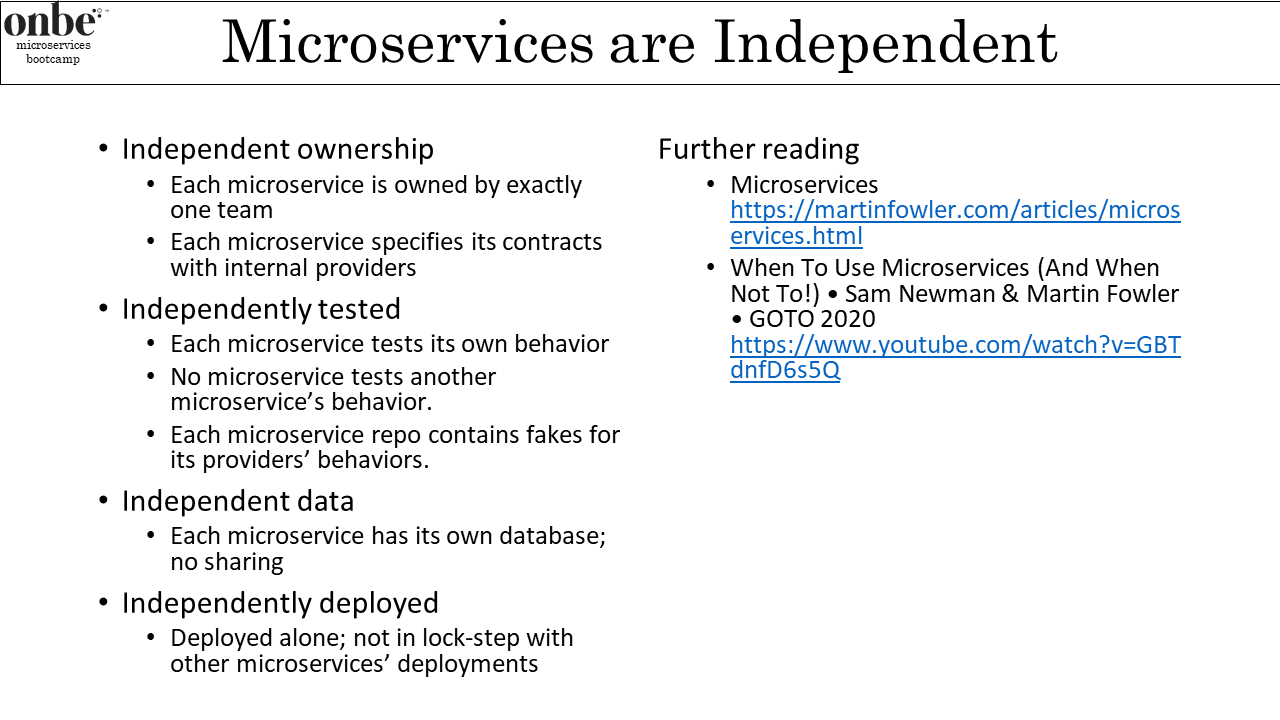 onbe
microservices
bootcamp
Microservices are Independent
• Independent ownership
• Each microservice is owned by exactly
one team
• Each microservice specifies its contracts
with internal providers
• Independently tested
• Each microservice tests its own behavior
• No microservice tests another
microservice’s behavior.
• Each microservice repo contains fakes for
its providers’ behaviors.
• Independent data
• Each microservice has its own database;
no sharing
• Independently deployed
• Deployed alone; not in lock-step with
other microservices’ deployments
Further reading
• Microservices
https://martinfowler.com/articles/micros
ervices.html
• When To Use Microservices (And When
Not To!) • Sam Newman & Martin Fowler
• GOTO 2020
https://www.youtube.com/watch?v=GBT
dnfD6s5Q